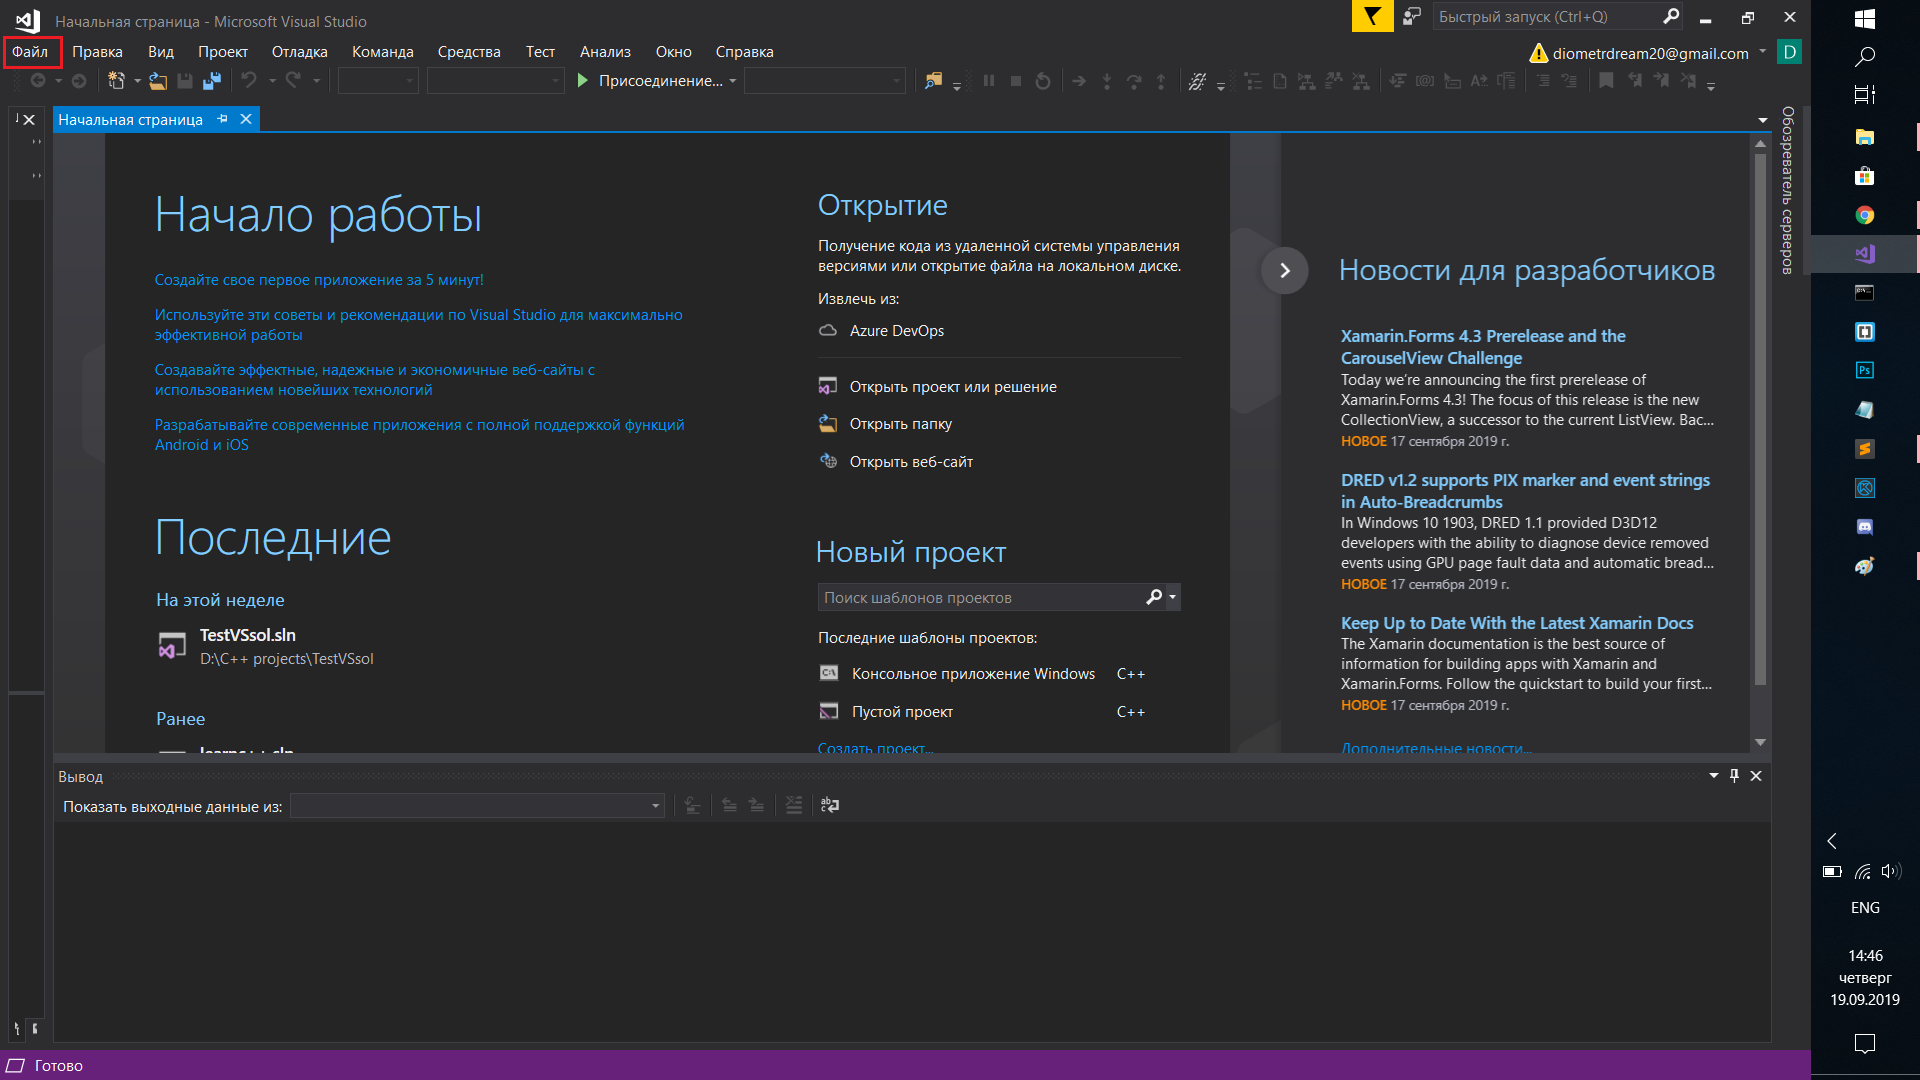 Начальная страница - Microsoft Visual Studio
Быстрый запуск (Ctrl+Q)
Файл Правка Вид Проект Отладка Команда Средства Тест Анализ Окно Справка
diometrdream20@gmail.com D
Присоединение...
Начальная страница
Обозреватель серверов
Начало работы
Создайте свое первое приложение за 5 минут!
Используйте эти советы и рекомендации по Visual Studio для максимально
эффективной работы
Создавайте эффектные, надежные и экономичные веб-сайты с
использованием новейших технологий
Разрабатывайте современные приложения с полной поддержкой функций
Android и iOS
Последние
На этой неделе
TestVSsol.sln
D:\C++ projects\TestVSsol
Ранее
learnc++.sln
Открытие
Получение кода из удаленной системы управления
версиями или открытие файла на локальном диске.
Извлечь из:
Azure DevOps
Открыть проект или решение
Открыть папку
Открыть веб-сайт
Новый проект
Поиск шаблонов проектов
Последние шаблоны проектов:
Консольное приложение Windows C++
Пустой проект C++
Создать проект...
Новости для разработчиков
Xamarin.Forms 4.3 Prerelease and the
CarouselView Challenge
Today we're announcing the first prerelease of
Xamarin.Forms 4.3! The focus of this release is the new
CollectionView, a successor to the current ListView. Bac...
НОВОЕ 17 сентября 2019 г.
DRED v1.2 supports PIX marker and event strings
in Auto-Breadcrumbs
In Windows 10 1903, DRED 1.1 provided D3D12
developers with the ability to diagnose device removed
events using GPU page fault data and automatic bread...
НОВОЕ 17 сентября 2019 г.
Keep Up to Date With the Latest Xamarin Docs
The Xamarin documentation is the best source of
information for building apps with Xamarin and
Xamarin.Forms. Follow the quickstart to build your first...
НОВОЕ 17 сентября 2019 г.
Дополнительные новости...
Вывод
Показать выходные данные из:
Готово
Ps
ENG
14:46
четверг
19.09.2019